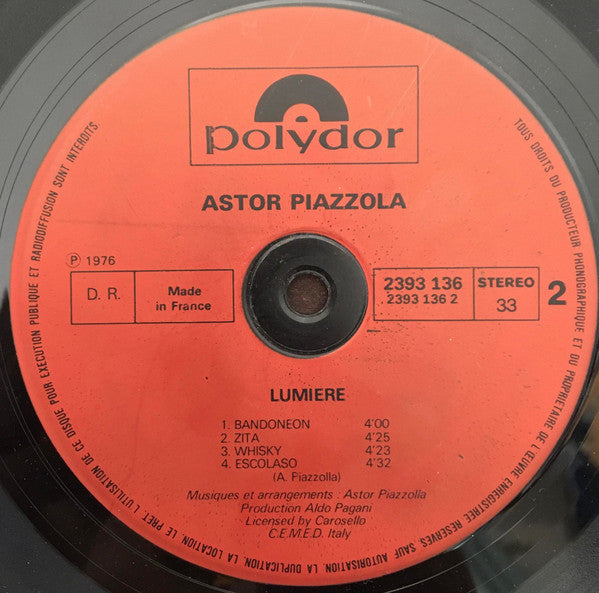 polydor
ASTOR PIAZZOLA
℗ 1976
D. R.
Made
in France
2393 136
2393 136 2
STEREO
33
2
LUMIERE
1. BANDONEON 4'00
2. ZITA 4'25
3. WHISKY 4'23
4. ESCOLASO 4'32
(A. Piazzolla)
Musiques et arrangements : Astor Piazzolla
Production Aldo Pagani
Licensed by Carosello
C.E.M.E.D. Italy
TOUS DROITS DU PRODUCTEUR PHONOGRAPHIQUE ET DU PROPRIETAIRE DE L'ŒUVRE ENREGISTREE RESERVES. SAUF AUTORISATION, LA DUPLICATION, LA LOCATION, LE PRET, L'UTILISATION DE CE DISQUE POUR EXECUTION PUBLIQUE ET RADIODIFFUSION SONT INTERDITS.